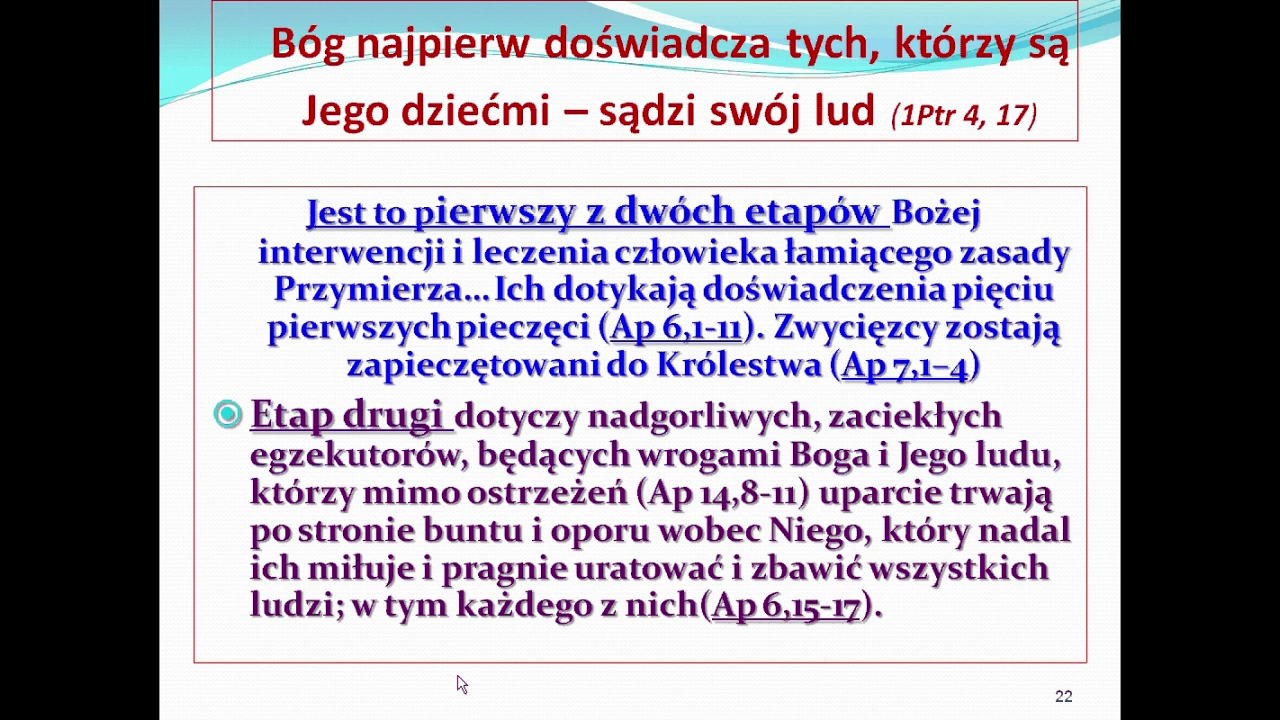 Bóg najpierw doświadcza tych, którzy są
Jego dziećmi – sądzi swój lud (1Ptr 4, 17)
Jest to pierwszy z dwóch etapów Bożej
interwencji i leczenia człowieka łamiącego zasady
Przymierza... Ich dotykają doświadczenia pięciu
pierwszych pieczęci (Ap 6,1-11). Zwycięzcy zostają
zapieczętowani do Królestwa (Ap 7,1–4)
Etap drugi dotyczy nadgorliwych, zaciekłych
egzekutorów, będących wrogami Boga i Jego ludu,
którzy mimo ostrzeżeń (Ap 14,8-11) uparcie trwają
po stronie buntu i oporu wobec Niego, który nadal
ich miłuje i pragnie uratować i zbawić wszystkich
ludzi; w tym każdego z nich(Ap 6,15-17).
22